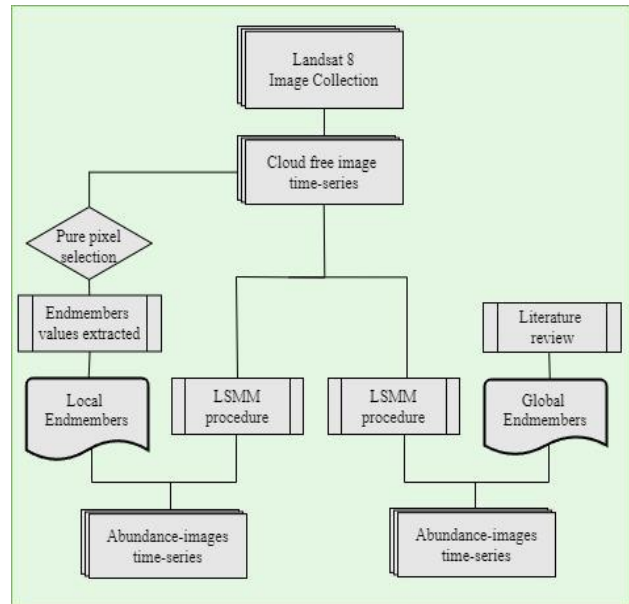 Landsat 8
Image Collection
Cloud free image
time-series
Pure pixel
selection
Endmembers
values extracted
Literature
review
Local
Endmembers
LSMM
procedure
LSMM
procedure
Global
Endmembers
Abundance-images
time-series
Abundance-images
time-series